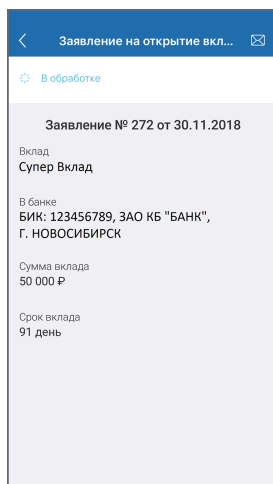 Заявление на открытие вкл...
В обработке
Заявление № 272 от 30.11.2018
Вклад
Супер Вклад
В банке
БИК: 123456789, ЗАО КБ "БАНК",
Г. НОВОСИБИРСК
Сумма вклада
50 000 ₽
Срок вклада
91 день